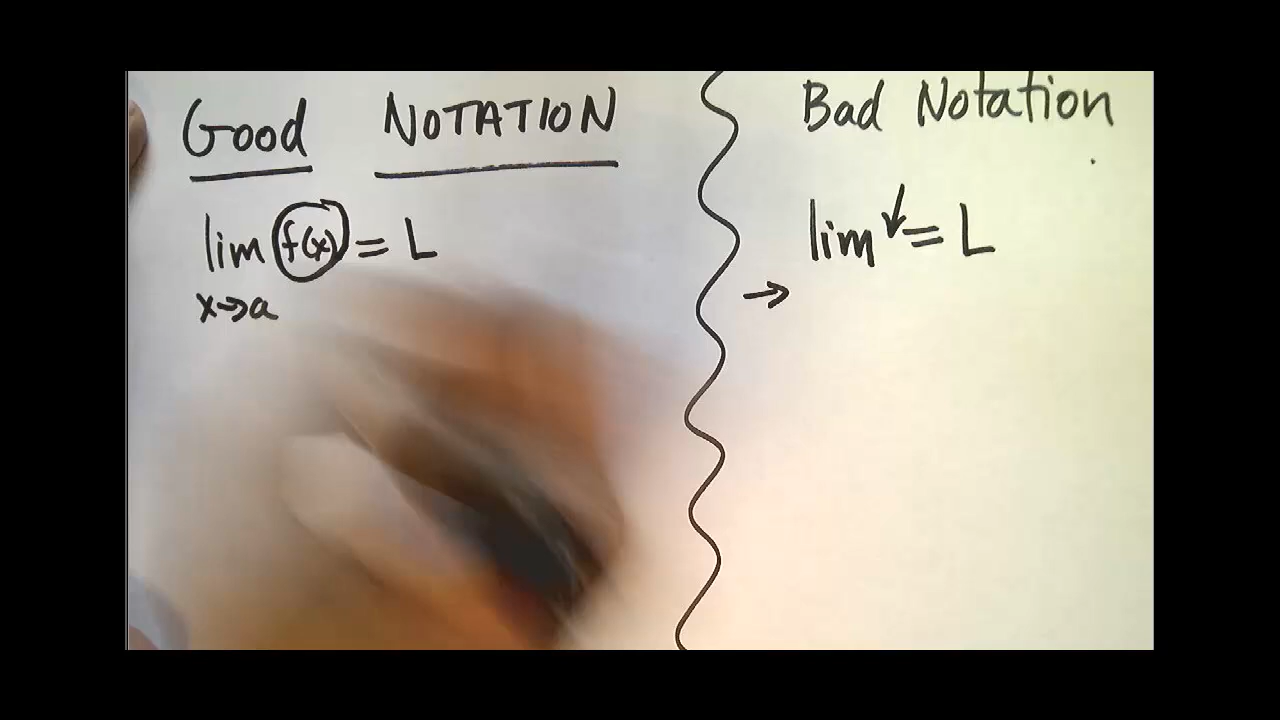 Good NOTATION
lim f(x) = L
x→a
Bad Notation
lim ↓ = L
→